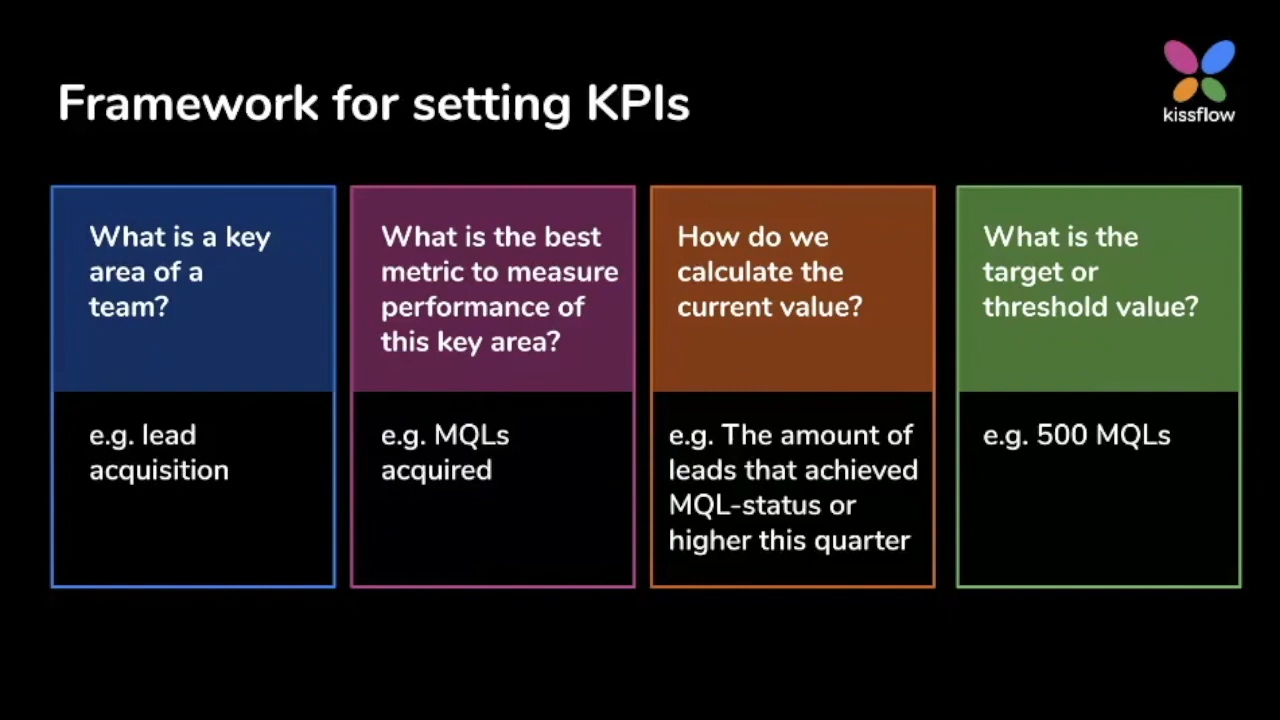 Framework for setting KPIs
kissflow
What is a key
area of a
team?
e.g. lead
acquisition
What is the best
metric to measure
performance of
this key area?
e.g. MQLs
acquired
How do we
calculate the
current value?
e.g. The amount of
leads that achieved
MQL-status or
higher this quarter
What is the
target or
threshold value?
e.g. 500 MQLs